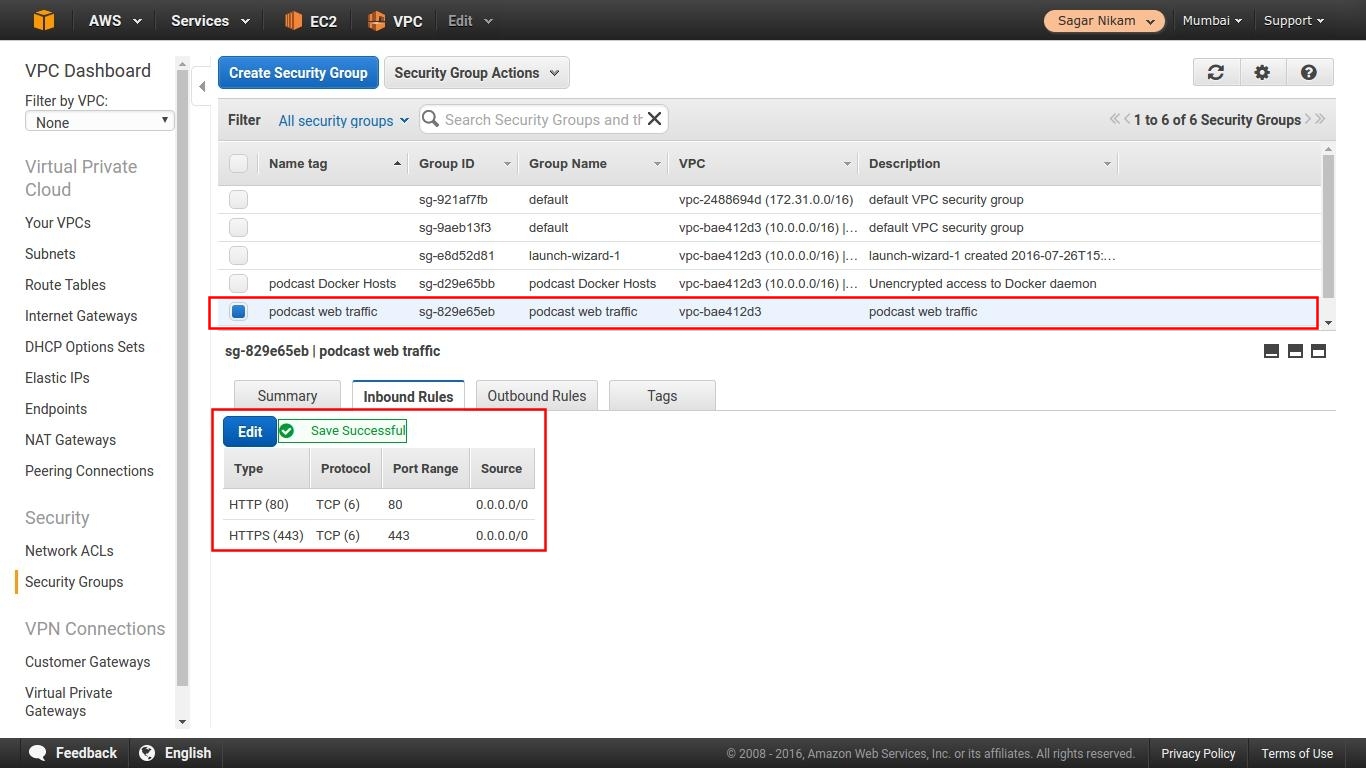 AWS Services EC2 VPC Edit Sagar Nikam Mumbai Support
VPC Dashboard
Filter by VPC:
None
Virtual Private
Cloud
Your VPCs
Subnets
Route Tables
Internet Gateways
DHCP Options Sets
Elastic IPs
Endpoints
NAT Gateways
Peering Connections
Security
Network ACLs
Security Groups
VPN Connections
Customer Gateways
Virtual Private
Gateways
Create Security Group Security Group Actions
Filter All security groups Search Security Groups and th 1 to 6 of 6 Security Groups
Name tag Group ID Group Name VPC Description
sg-921af7fb default vpc-2488694d (172.31.0.0/16) default VPC security group
sg-9aeb13f3 default vpc-bae412d3 (10.0.0.0/16) |... default VPC security group
sg-e8d52d81 launch-wizard-1 vpc-bae412d3 (10.0.0.0/16) |... launch-wizard-1 created 2016-07-26T15:...
podcast Docker Hosts sg-d29e65bb podcast Docker Hosts vpc-bae412d3 (10.0.0.0/16) |... Unencrypted access to Docker daemon
podcast web traffic sg-829e65eb podcast web traffic vpc-bae412d3 podcast web traffic
sg-829e65eb | podcast web traffic
Summary Inbound Rules Outbound Rules Tags
Edit Save Successful
Type Protocol Port Range Source
HTTP (80) TCP (6) 80 0.0.0.0/0
HTTPS (443) TCP (6) 443 0.0.0.0/0
Feedback English © 2008 - 2016, Amazon Web Services, Inc. or its affiliates. All rights reserved. Privacy Policy Terms of Use